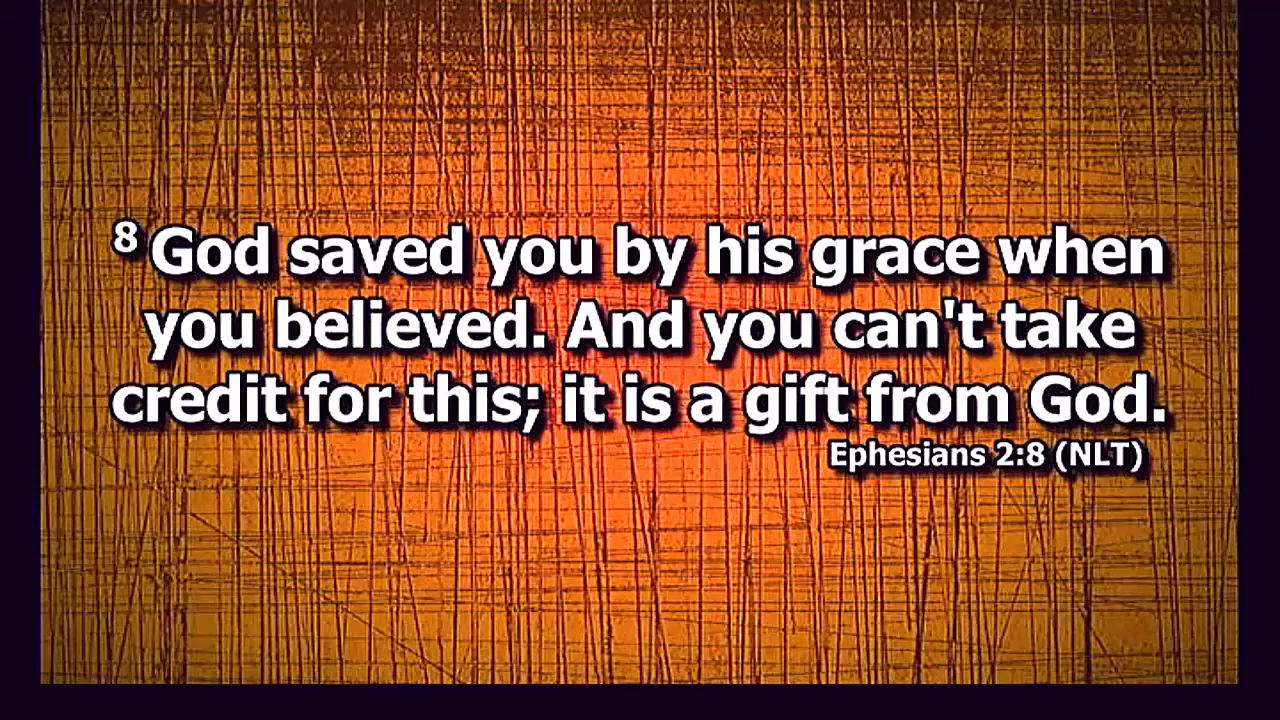 8 God saved you by his grace when
you believed. And you can't take
credit for this; it is a gift from God.
Ephesians 2:8 (NLT)